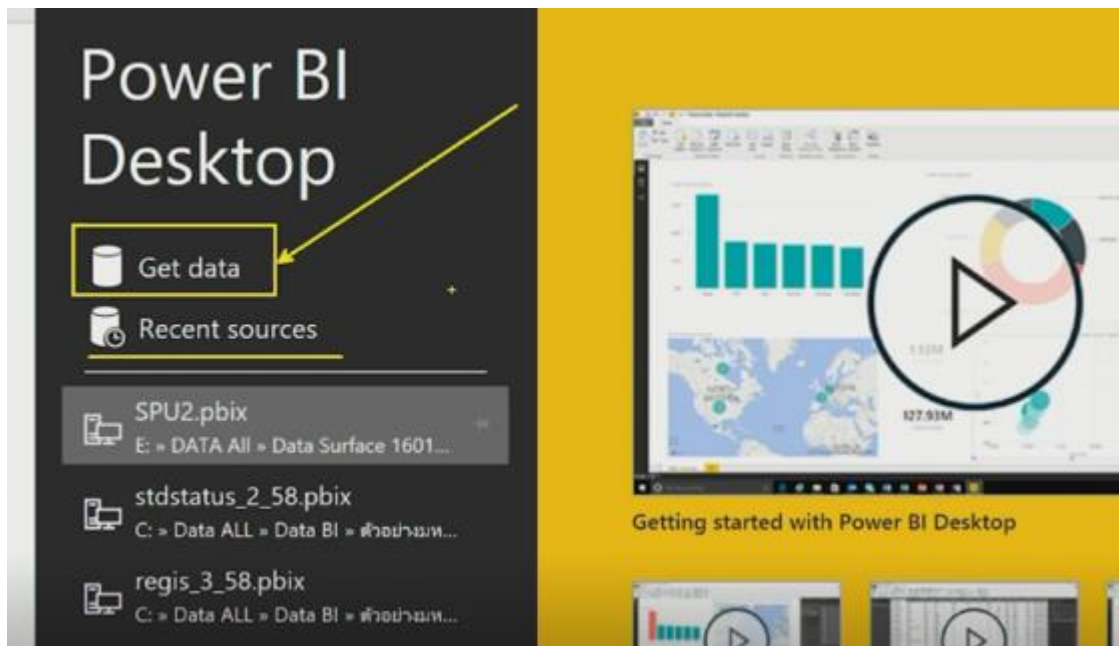 Power BI
Desktop
Get data
Recent sources
SPU2.pbix
E: » DATA All » Data Surface 1601...
stdstatus_2_58.pbix
C: » Data ALL » Data BI » ตัวอย่างมห...
regis_3_58.pbix
C: » Data ALL » Data BI » ตัวอย่างมห...
Getting started with Power BI Desktop